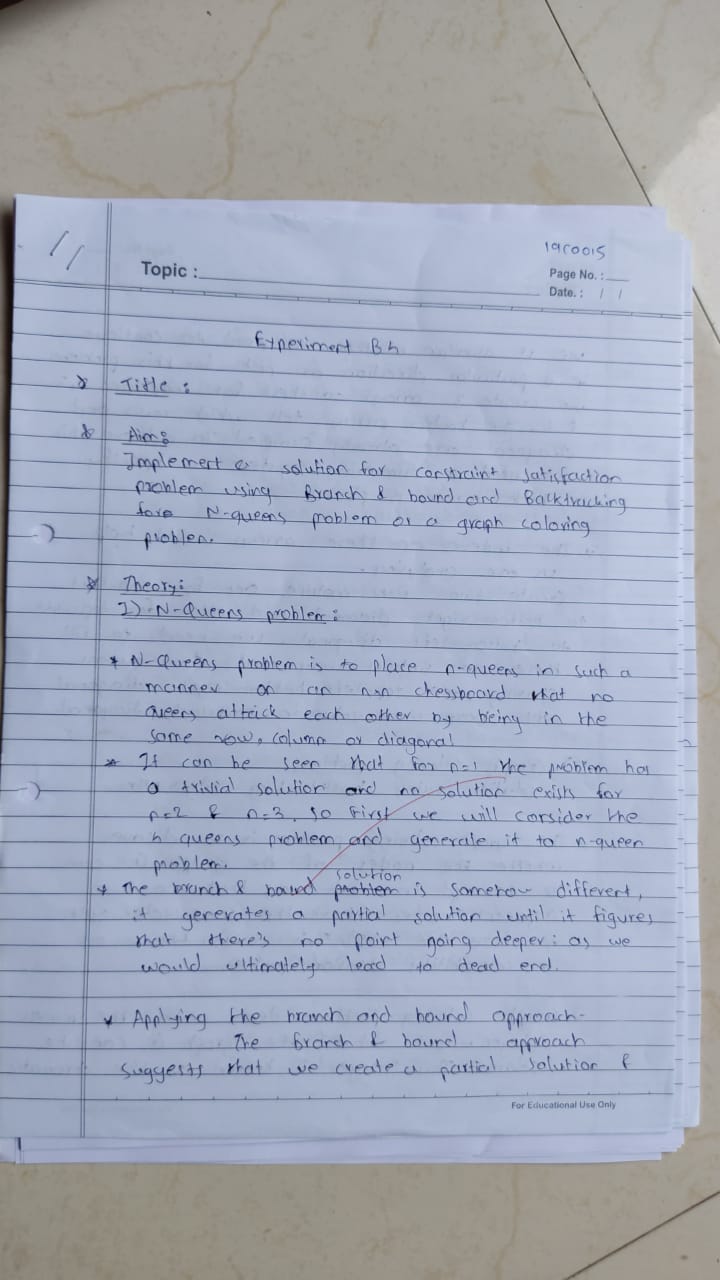 19C0015
Topic :
Page No. :
Date. : / /
Experiment B4
* Title :
* Aim :
Implement a solution for constraint satisfaction
problem using Branch & bound and Backtracking
for N-queens problem or a graph coloring
problem.
* Theory :
1) N-Queens problem :
* N-Queens problem is to place n-queens in such a
manner on an nxn chessboard that no
queens attack each other by being in the
same row, column or diagonal
* It can be seen that for n=1 the problem has
a trivial solution and no solution exists for
n=2 & n=3. so First we will consider the
4 queens problem and generate it to n-queen
problem.
solution
* The branch & bound problem is somehow different,
it generates a partial solution until it figures
that there's no point going deeper : as we
would ultimately lead to dead end.
* Applying the branch and bound approach-
The branch & bound approach
suggests that we create a partial solution &
For Educational Use Only